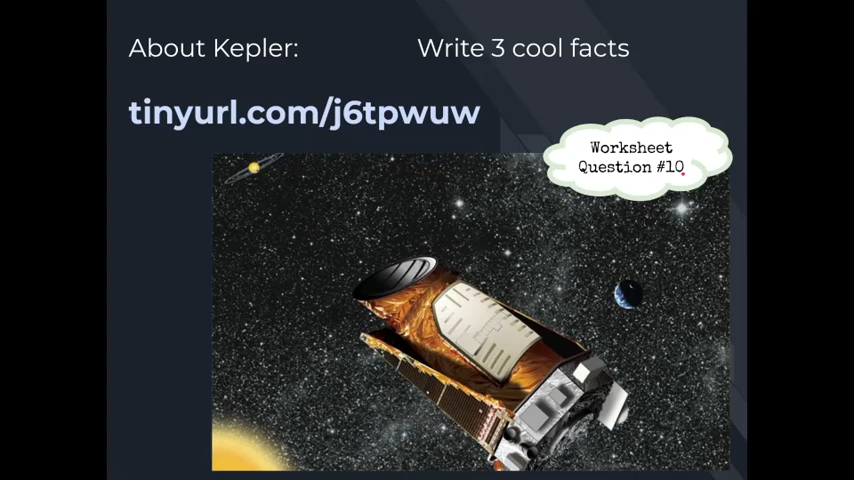 About Kepler:
Write 3 cool facts
tinyurl.com/j6tpwuw
Worksheet
Question #10